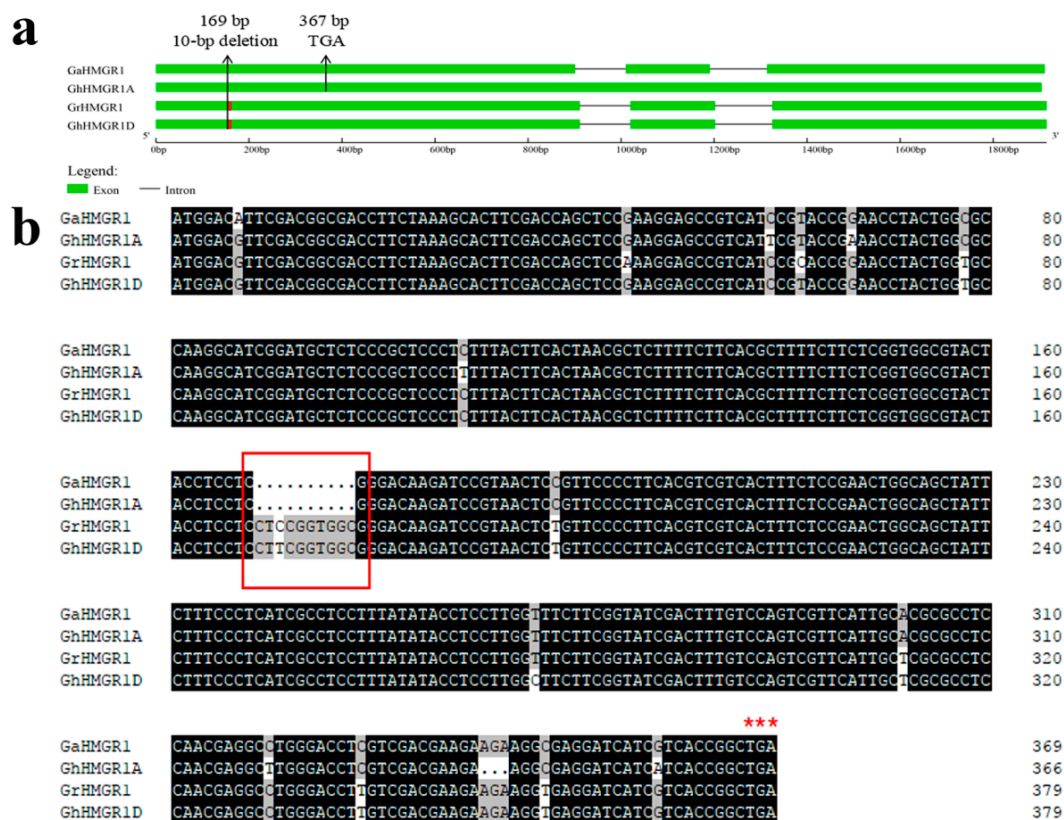 a
169 bp 367 bp
10-bp deletion TGA
GaHMGR1
GhHMGR1A
GrHMGR1
GhHMGR1D
5' 3'
0bp 200bp 400bp 600bp 800bp 1000bp 1200bp 1400bp 1600bp 1800bp
Legend:
Exon Intron
b
GaHMGR1 ATGGACATTCGACGGCGACCTTCTAAAGCACTTCGACCAGCTCCGAAGGAGCCGTCATCCGTACCGGAACCTACTGGCGC 80
GhHMGR1A ATGGACGTTCGACGGCGACCTTCTAAAGCACTTCGACCAGCTCCGAAGGAGCCGTCATTCGTACCGAAACCTACTGGCGC 80
GrHMGR1 ATGGACGTTCGACGGCGACCTTCTAAAGCACTTCGACCAGCTCCAAAGGAGCCGTCATCCGCACCGGAACCTACTGGTGC 80
GhHMGR1D ATGGACGTTCGACGGCGACCTTCTAAAGCACTTCGACCAGCTCCGAAGGAGCCGTCATCCGTACCGGAACCTACTGGTGC 80
GaHMGR1 CAAGGCATCGGATGCTCTCCCGCTCCCTCTTTACTTCACTAACGCTCTTTTCTTCACGCTTTTCTTCTCGGTGGCGTACT 160
GhHMGR1A CAAGGCATCGGATGCTCTCCCGCTCCCTTTTTACTTCACTAACGCTCTTTTCTTCACGCTTTTCTTCTCGGTGGCGTACT 160
GrHMGR1 CAAGGCATCGGATGCTCTCCCGCTCCCTCTTTACTTCACTAACGCTCTTTTCTTCACGCTTTTCTTCTCGGTGGCGTACT 160
GhHMGR1D CAAGGCATCGGATGCTCTCCCGCTCCCTCTTTACTTCACTAACGCTCTTTTCTTCACGCTTTTCTTCTCGGTGGCGTACT 160
GaHMGR1 ACCTCCTC..........GGGACAAGATCCGTAACTCCGTTCCCCTTCACGTCGTCACTTTCTCCGAACTGGCAGCTATT 230
GhHMGR1A ACCTCCTC..........GGGACAAGATCCGTAACTCCGTTCCCCTTCACGTCGTCACTTTCTCCGAACTGGCAGCTATT 230
GrHMGR1 ACCTCCTCCTCCGGTGGCGGGACAAGATCCGTAACTCTGTTCCCCTTCACGTCGTCACTTTCTCCGAACTGGCAGCTATT 240
GhHMGR1D ACCTCCTCCTTCGGTGGCGGGACAAGATCCGTAACTCTGTTCCCCTTCACGTCGTCACTTTCTCCGAACTGGCAGCTATT 240
GaHMGR1 CTTTCCCTCATCGCCTCCTTTATATACCTCCTTGGTTTCTTCGGTATCGACTTTGTCCAGTCGTTCATTGCACGCGCCTC 310
GhHMGR1A CTTTCCCTCATCGCCTCCTTTATATACCTCCTTGGTTTCTTCGGTATCGACTTTGTCCAGTCGTTCATTGCACGCGCCTC 310
GrHMGR1 CTTTCCCTCATCGCCTCCTTTATATACCTCCTTGGTTTCTTCGGTATCGACTTTGTCCAGTCGTTCATTGCTCGCGCCTC 320
GhHMGR1D CTTTCCCTCATCGCCTCCTTTATATACCTCCTTGGCTTCTTCGGTATCGACTTTGTCCAGTCGTTCATTGCTCGCGCCTC 320
***
GaHMGR1 CAACGAGGCCTGGGACCTCGTCGACGAAGAAGAAGGCGAGGATCATCGTCACCGGCTGA 369
GhHMGR1A CAACGAGGCTTGGGACCTCGTCGACGAAGA...AGGCGAGGATCATCATCACCGGCTGA 366
GrHMGR1 CAACGAGGCCTGGGACCTTGTCGACGAAGAAGAAGGTGAGGATCATCGTCACCGGCTGA 379
GhHMGR1D CAACGAGGCCTGGGACCTTGTCGACGAAGAAGAAGGTGAGGATCATCGTCACCGGCTGA 379